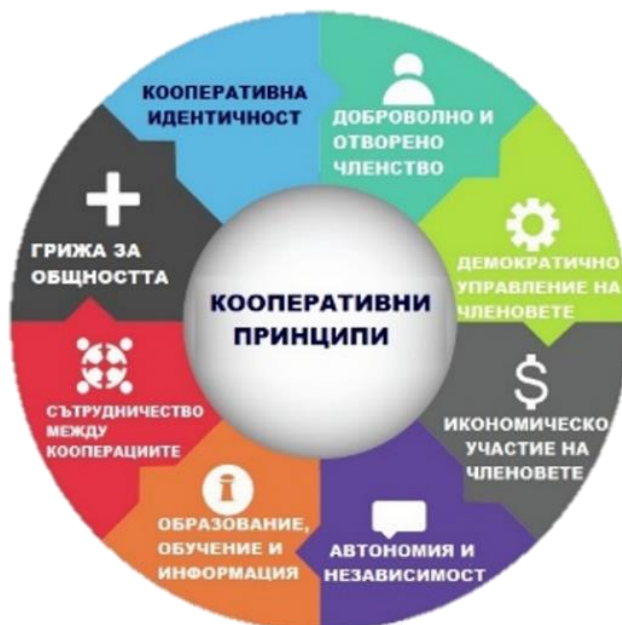 КООПЕРАТИВНА
ИДЕНТИЧНОСТ
ДОБРОВОЛНО И
ОТВОРЕНО
ЧЛЕНСТВО
ДЕМОКРАТИЧНО
УПРАВЛЕНИЕ НА
ЧЛЕНОВЕТЕ
ИКОНОМИЧЕСКО
УЧАСТИЕ НА
ЧЛЕНОВЕТЕ
АВТОНОМИЯ И
НЕЗАВИСИМОСТ
ОБРАЗОВАНИЕ,
ОБУЧЕНИЕ И
ИНФОРМАЦИЯ
СЪТРУДНИЧЕСТВО
МЕЖДУ
КООПЕРАЦИИТЕ
ГРИЖА ЗА
ОБЩНОСТТА
КООПЕРАТИВНИ
ПРИНЦИПИ